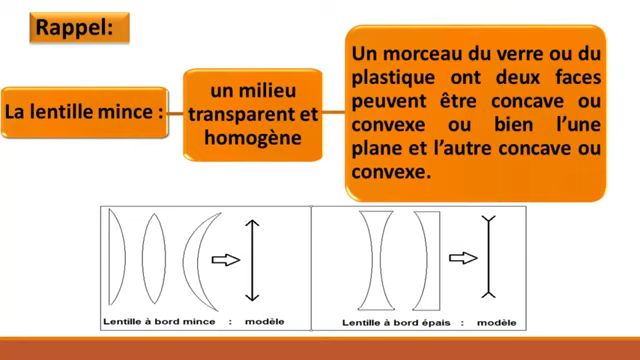 Rappel:
La lentille mince :
un milieu
transparent et
homogène
Un morceau du verre ou du
plastique ont deux faces
peuvent être concave ou
convexe ou bien l’une
plane et l’autre concave ou
convexe.
Lentille à bord mince : modèle
Lentille à bord épais : modèle